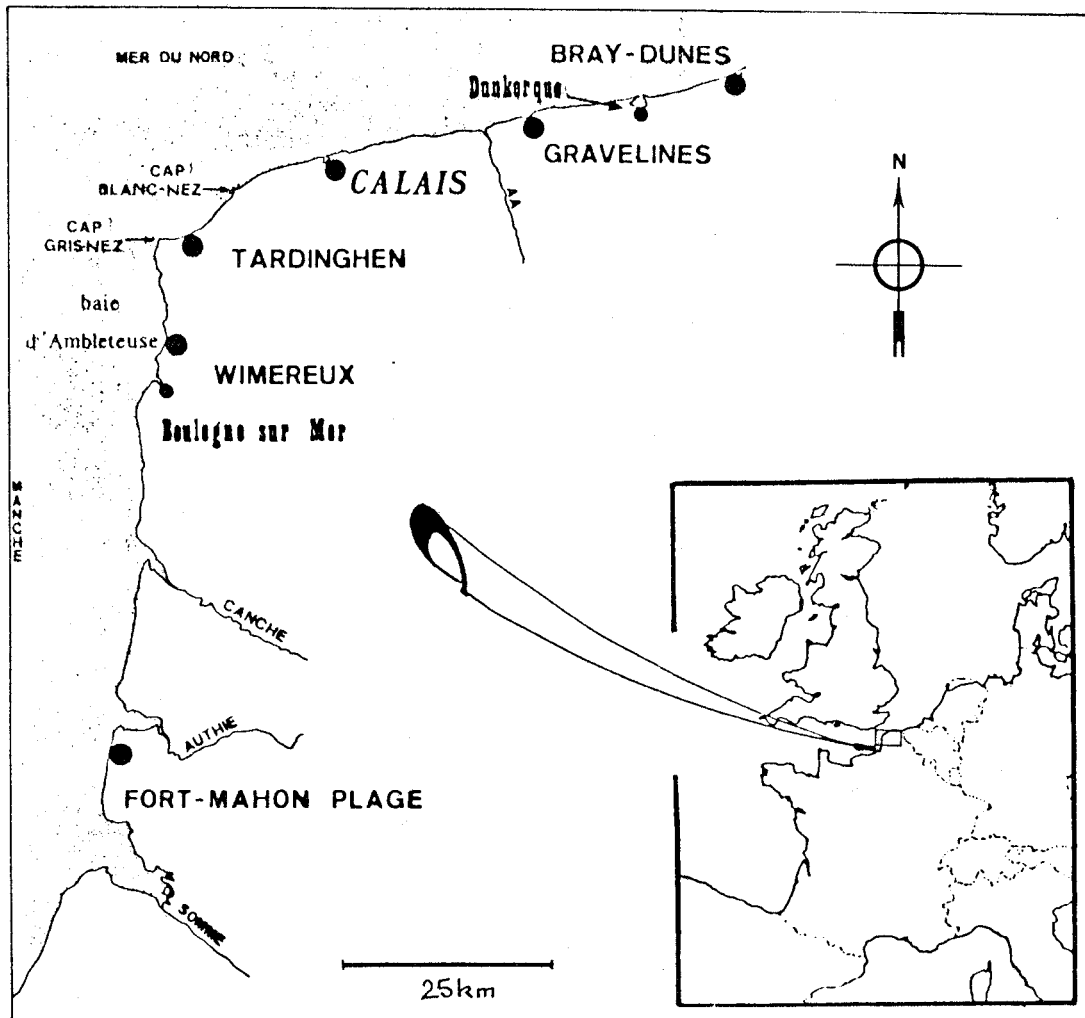 MER DU NORD
BRAY-DUNES
Dunkerque
GRAVELINES
CAP
BLANC-NEZ
CALAIS
AA
N
CAP
GRIS-NEZ
TARDINGHEN
baie
d'Ambleteuse
WIMEREUX
Boulogne sur Mer
MANCHE
CANCHE
AUTHIE
FORT-MAHON PLAGE
SOMME
25km